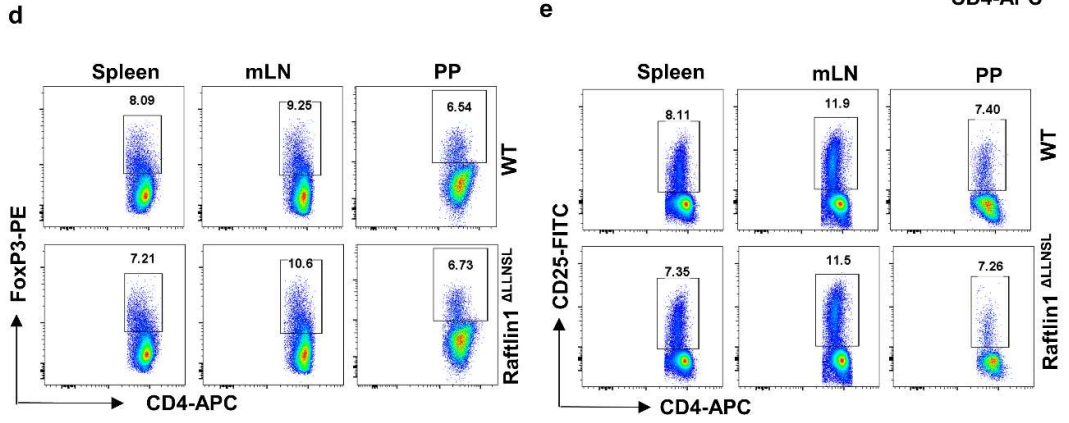 d
e
CD4-APC
Spleen mLN PP
8.09
9.25
6.54
WT
7.21
10.6
6.73
Raftlin1 ΔLLNSL
FoxP3-PE
CD4-APC
Spleen mLN PP
8.11
11.9
7.40
WT
7.35
11.5
7.26
Raftlin1 ΔLLNSL
CD25-FITC
CD4-APC